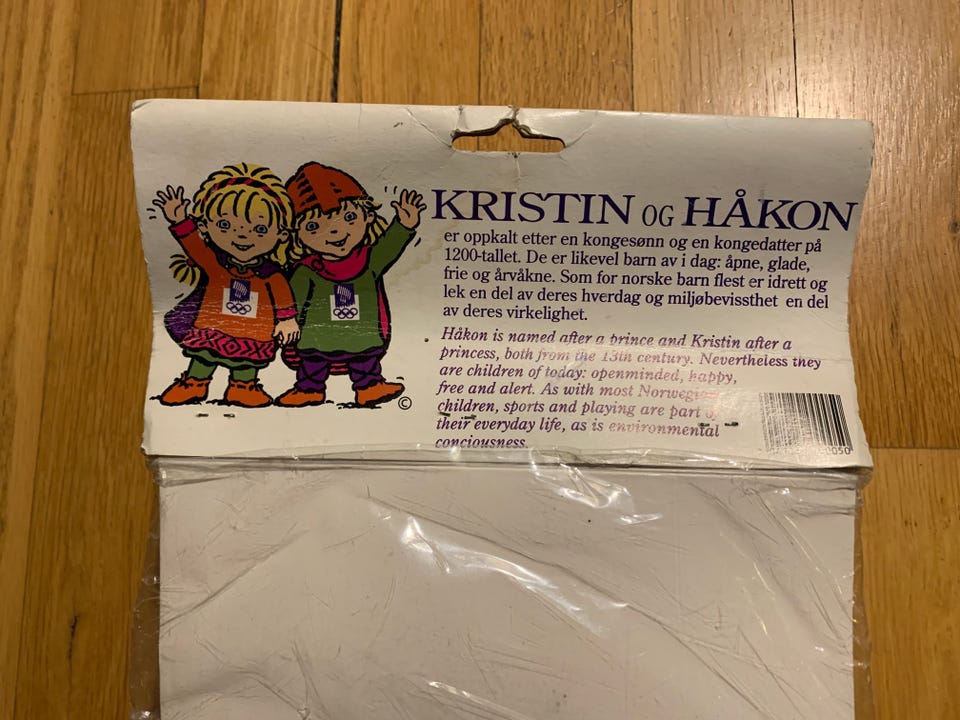 KRISTIN OG HÅKON
er oppkalt etter en kongesønn og en kongedatter på
1200-tallet. De er likevel barn av i dag: åpne, glade,
frie og årvåkne. Som for norske barn flest er idrett og
lek en del av deres hverdag og miljøbevissthet en del
av deres virkelighet.
Håkon is named after a prince and Kristin after a
princess, both from the 13th century. Nevertheless they
are children of today: openminded, happy,
free and alert. As with most Norwegian
children, sports and playing are part of
their everyday life, as is environmental
conciousness.
©